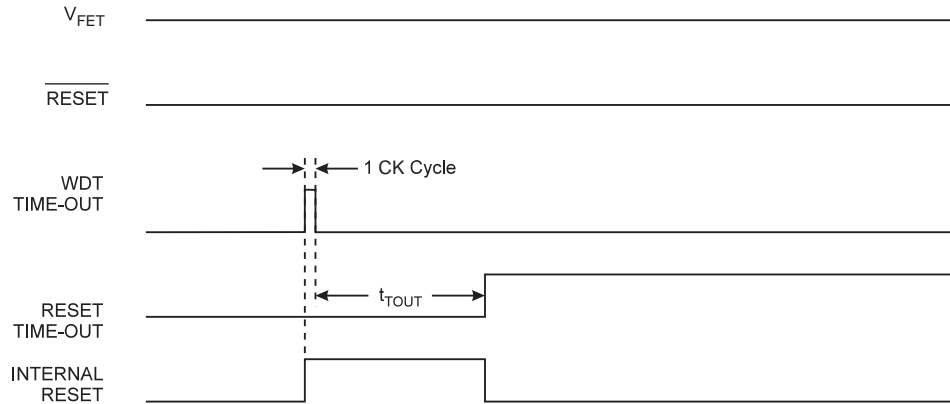 VFET
RESET
1 CK Cycle
WDT
TIME-OUT
tTOUT
RESET
TIME-OUT
INTERNAL
RESET